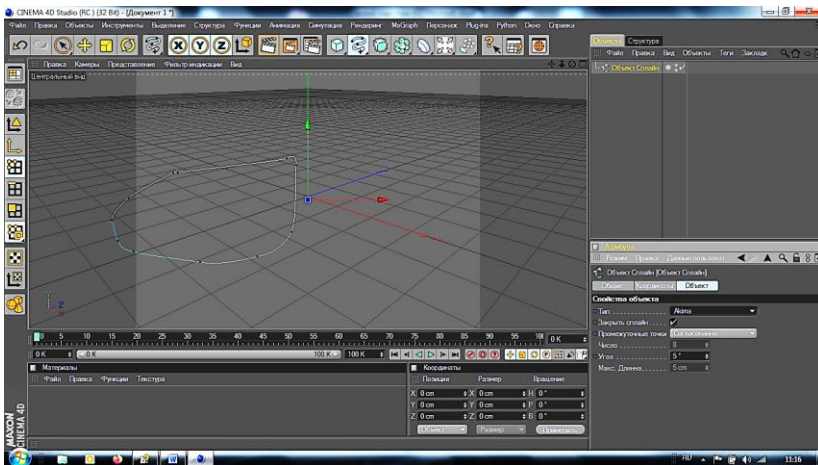 CINEMA 4D Studio (RC ) (32 Bit) - [Документ 1 *]
Файл Правка Объекты Инструменты Выделение Структура Функции Анимация Симуляция Рендеринг MoGraph Персонаж Plug-ins Python Окно Справка
Объекты Структура
Файл Правка Вид Объекты Теги Закладк
Объект Сплайн
Правка Камеры Представление Фильтр индикации Вид
Центральный вид
Y
Z
X
Атрибуты
Режим Правка Данные пользовател
Объект Сплайн [Объект Сплайн]
Общие Координаты Объект
Свойства объекта
Тип Akima
Закрыть сплайн
Промежуточные точки Согласованно
Число 8
Угол 5 °
Макс. Длинна 5 cm
0 5 10 15 20 25 30 35 40 45 50 55 60 65 70 75 80 85 90 95 0 K
0 K 0 K 100 K 100 K
Материалы
Файл Правка Функции Текстура
Координаты
Позиция Размер Вращение
X 0 cm X 0 cm H 0 °
Y 0 cm Y 0 cm P 0 °
Z 0 cm Z 0 cm B 0 °
Объект Размер Применить
MAXON
CINEMA 4D
RU
11:16